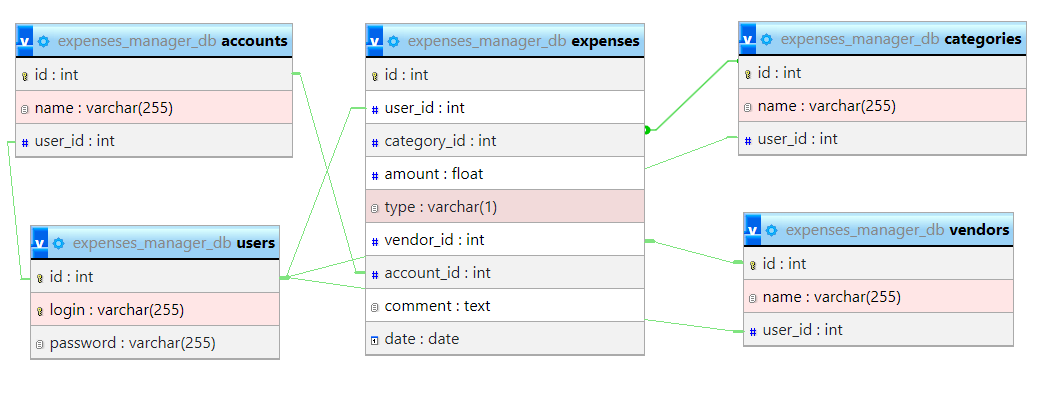 v expenses_manager_db accounts
id : int
name : varchar(255)
user_id : int
v expenses_manager_db users
id : int
login : varchar(255)
password : varchar(255)
v expenses_manager_db expenses
id : int
user_id : int
category_id : int
amount : float
type : varchar(1)
vendor_id : int
account_id : int
comment : text
date : date
v expenses_manager_db categories
id : int
name : varchar(255)
user_id : int
v expenses_manager_db vendors
id : int
name : varchar(255)
user_id : int